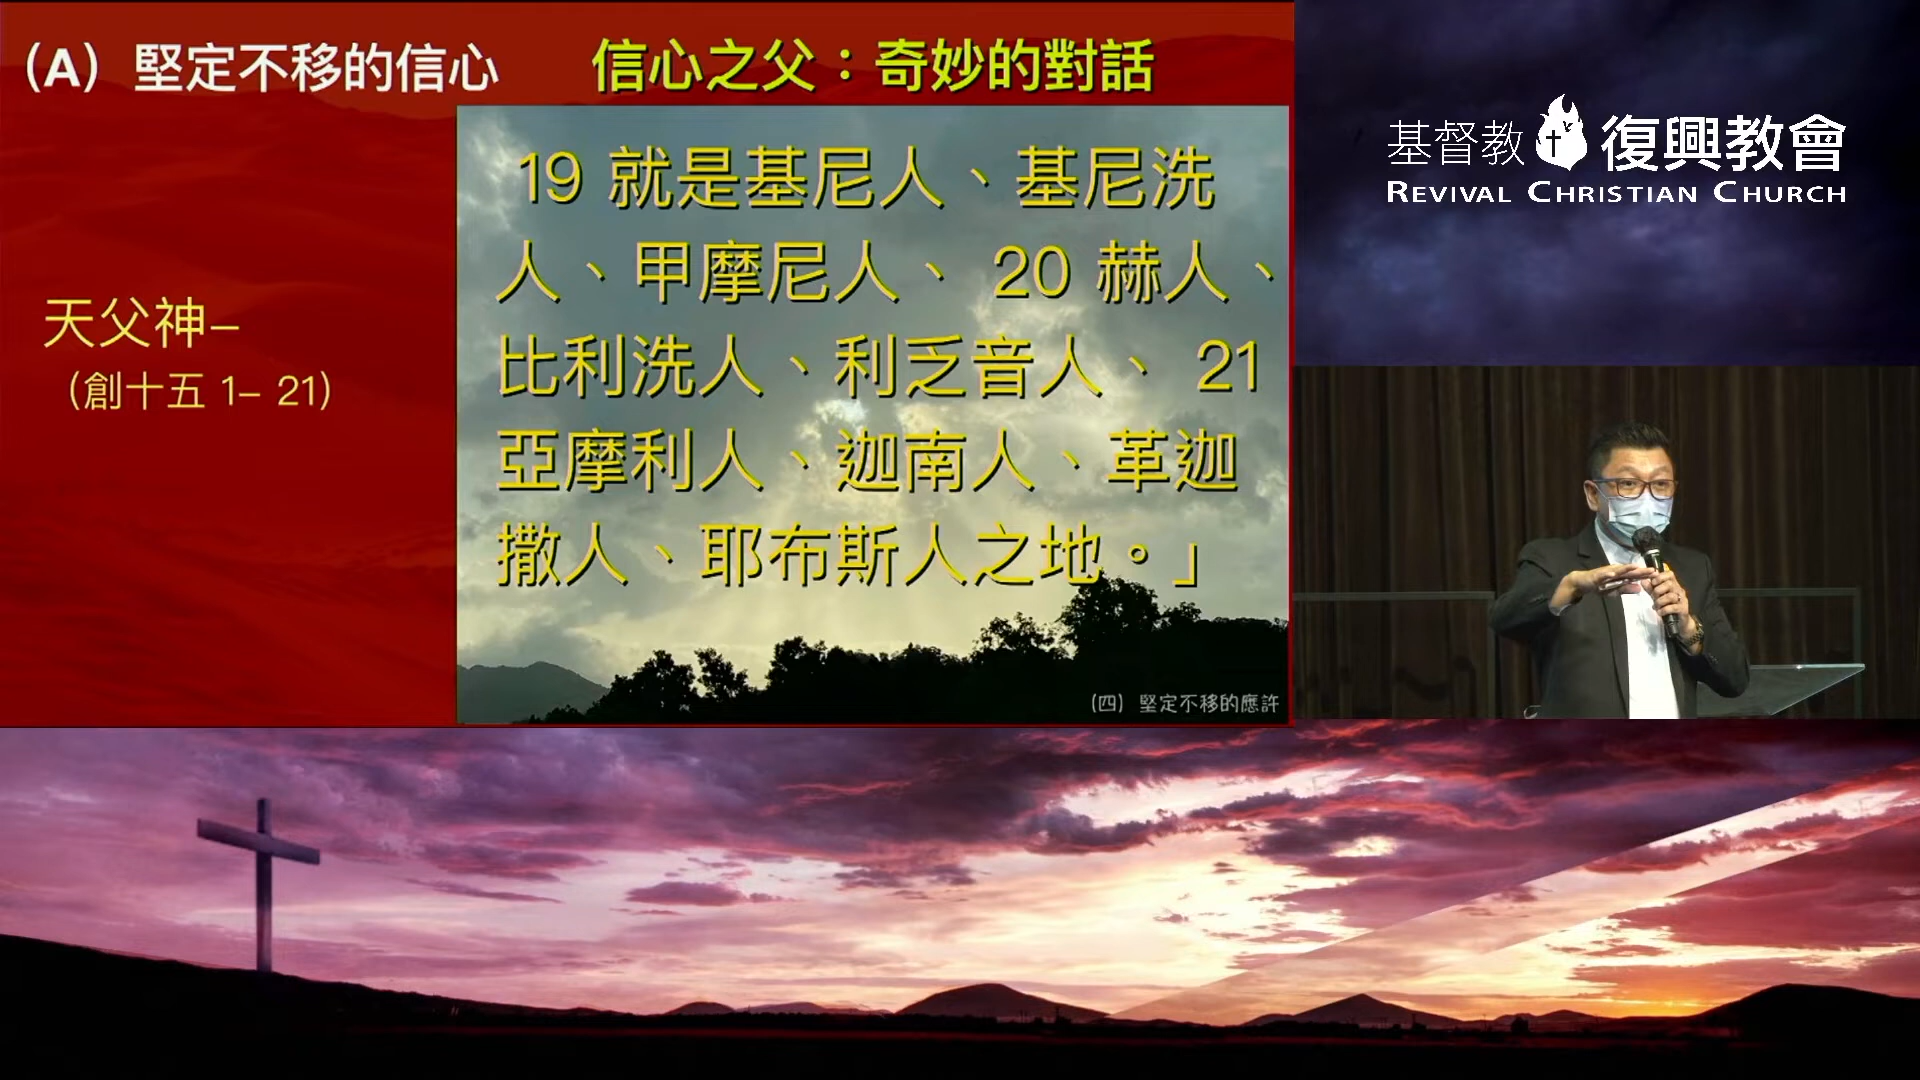 （A）堅定不移的信心
信心之父：奇妙的對話
19 就是基尼人、基尼洗
人、甲摩尼人、 20 赫人、
比利洗人、利乏音人、 21
亞摩利人、迦南人、革迦
撒人、耶布斯人之地。」
天父神–
（創十五 1– 21）
（四）堅定不移的應許
基督教 復興教會
REVIVAL CHRISTIAN CHURCH